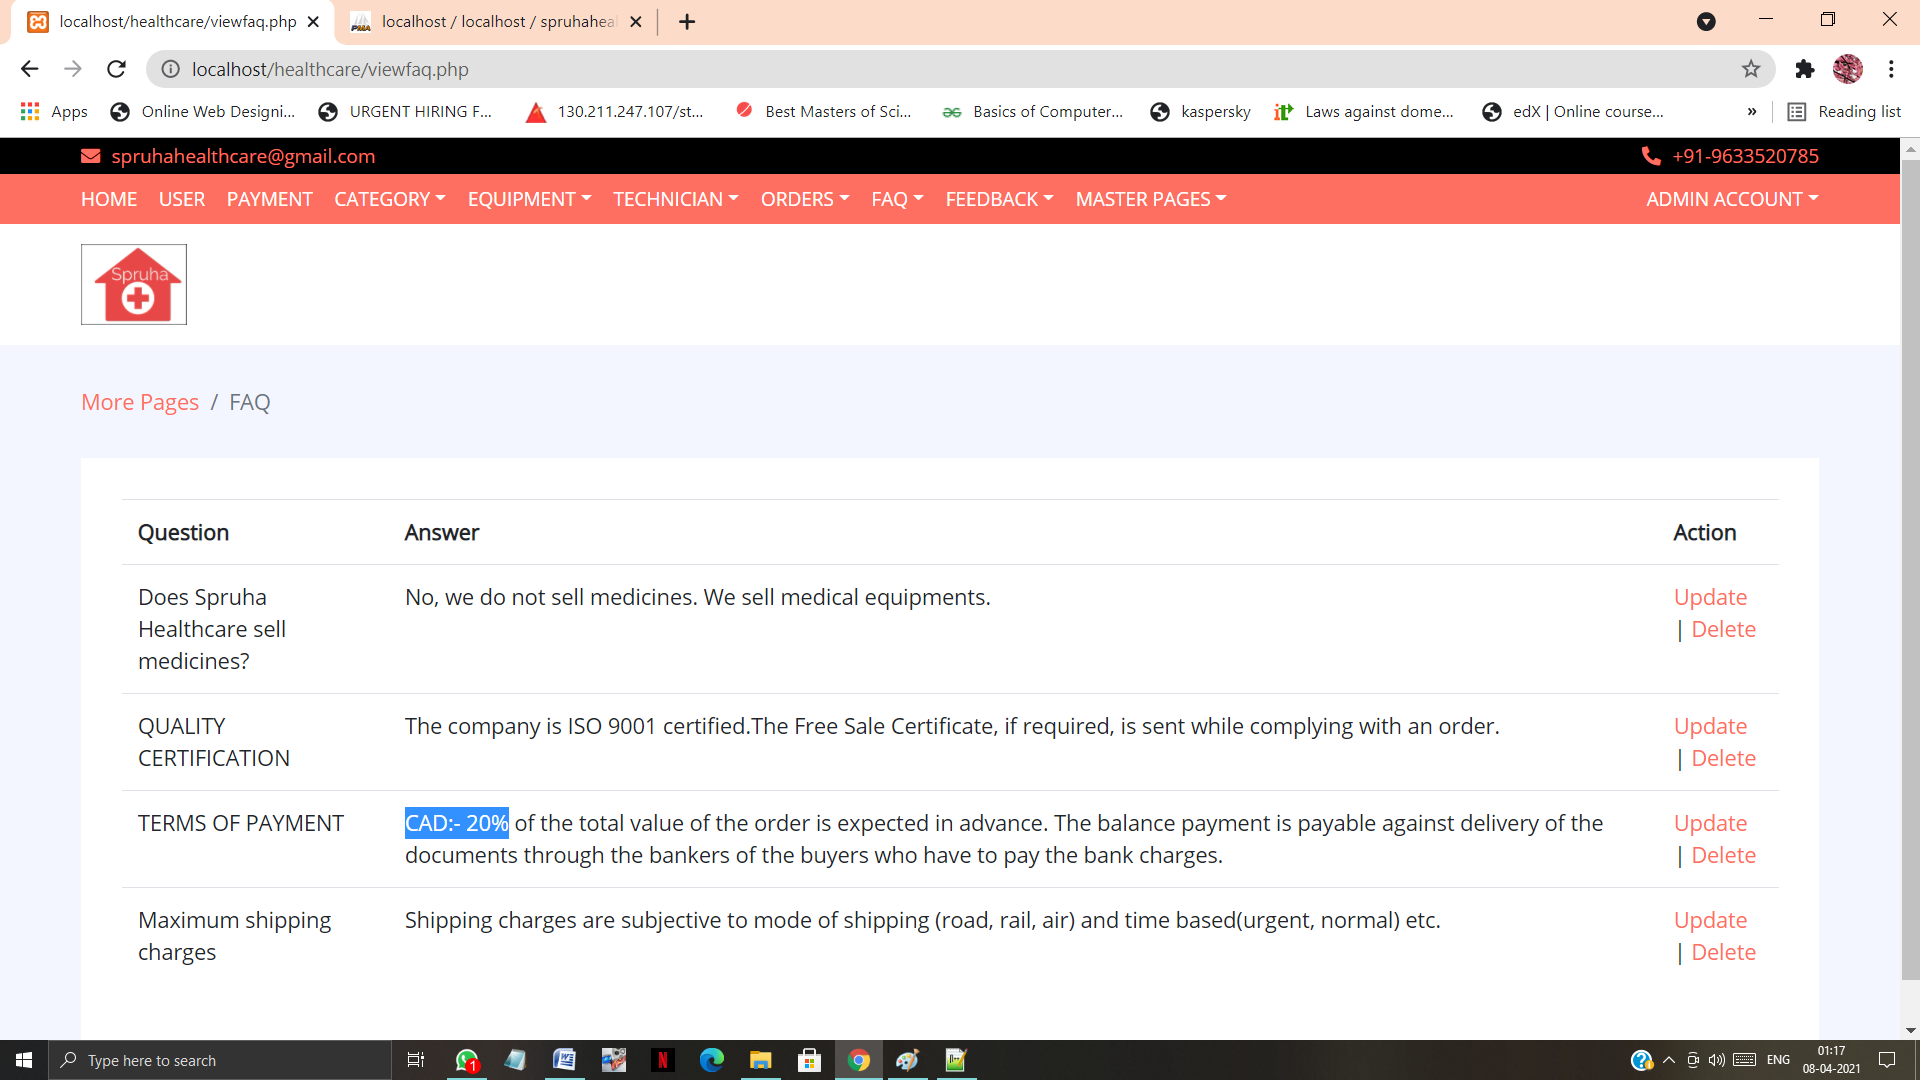 localhost/healthcare/viewfaq.php
localhost / localhost / spruhaheal
localhost/healthcare/viewfaq.php
Apps
Online Web Designi...
URGENT HIRING F...
130.211.247.107/st...
Best Masters of Sci...
Basics of Computer...
kaspersky
Laws against dome...
edX | Online course...
»
Reading list
spruhahealthcare@gmail.com
+91-9633520785
HOME USER PAYMENT CATEGORY EQUIPMENT TECHNICIAN ORDERS FAQ FEEDBACK MASTER PAGES ADMIN ACCOUNT
Spruha
More Pages / FAQ
Question Answer Action
Does Spruha
Healthcare sell
medicines?
No, we do not sell medicines. We sell medical equipments.
Update
| Delete
QUALITY
CERTIFICATION
The company is ISO 9001 certified.The Free Sale Certificate, if required, is sent while complying with an order.
Update
| Delete
TERMS OF PAYMENT
CAD:- 20% of the total value of the order is expected in advance. The balance payment is payable against delivery of the
documents through the bankers of the buyers who have to pay the bank charges.
Update
| Delete
Maximum shipping
charges
Shipping charges are subjective to mode of shipping (road, rail, air) and time based(urgent, normal) etc.
Update
| Delete
Type here to search
1
ENG
01:17
08-04-2021